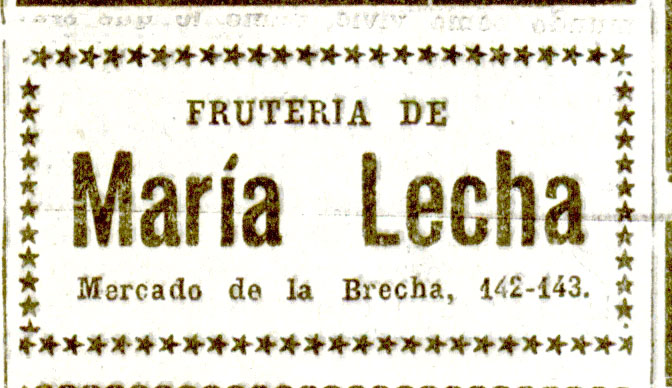 FRUTERIA DE
María Lecha
Mercado de la Brecha, 142-143.